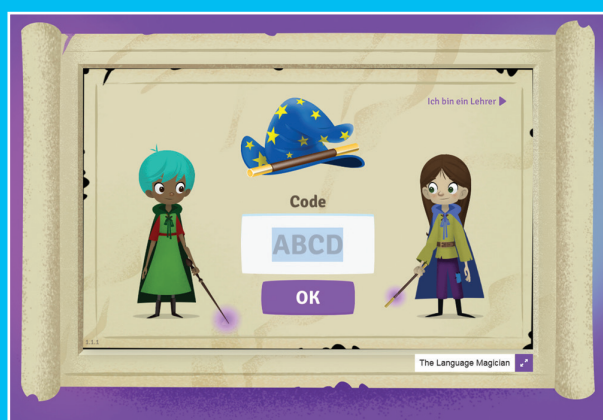 Ich bin ein Lehrer
Code
ABCD
OK
1.1.1
The Language Magician